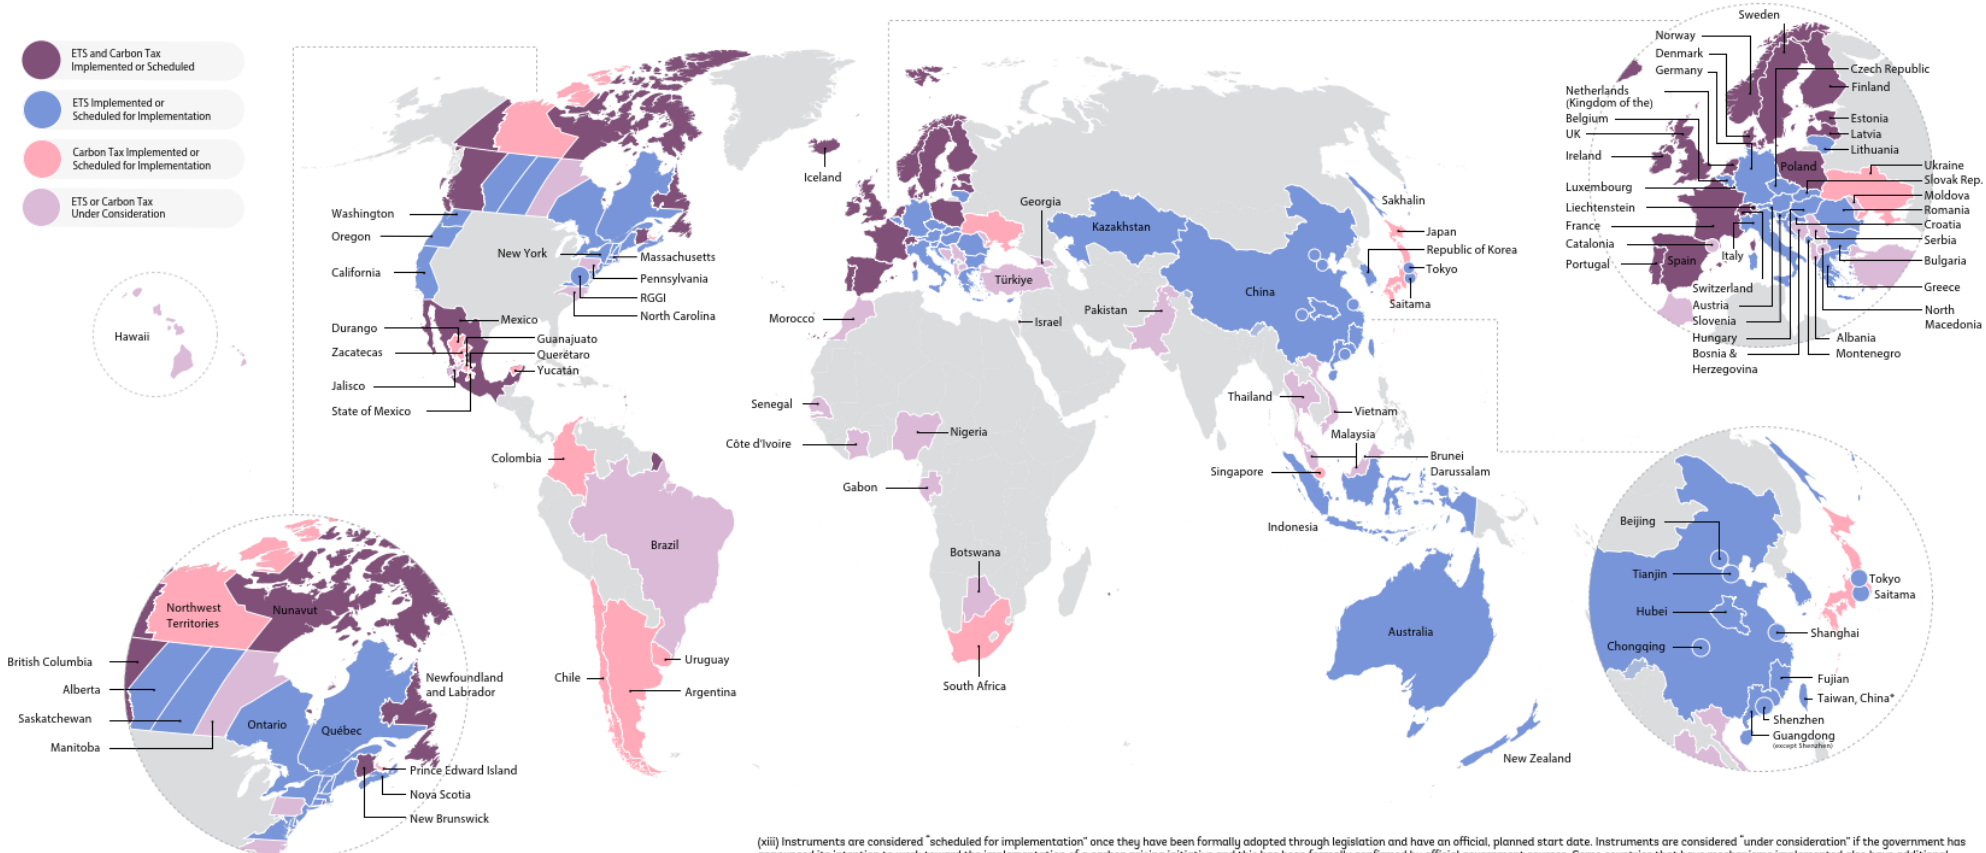 ETS and Carbon Tax
Implemented or Scheduled
ETS Implemented or
Scheduled for Implementation
Carbon Tax Implemented or
Scheduled for Implementation
ETS or Carbon Tax
Under Consideration
Hawaii
Washington
Oregon
California
New York
Massachusetts
Pennsylvania
RGGI
North Carolina
Mexico
Durango
Guanajuato
Zacatecas
Querétaro
Yucatán
Jalisco
State of Mexico
Colombia
Brazil
Uruguay
Chile
Argentina
Iceland
Georgia
Kazakhstan
Türkiye
Morocco
Israel
Pakistan
China
Sakhalin
Japan
Republic of Korea
Tokyo
Saitama
Senegal
Côte d'Ivoire
Nigeria
Gabon
Botswana
South Africa
Thailand
Vietnam
Malaysia
Singapore
Brunei
Darussalam
Indonesia
Australia
New Zealand
Northwest
Territories
Nunavut
British Columbia
Alberta
Saskatchewan
Manitoba
Ontario
Québec
Newfoundland
and Labrador
Prince Edward Island
Nova Scotia
New Brunswick
Sweden
Norway
Denmark
Germany
Netherlands
(Kingdom of the)
Belgium
UK
Ireland
Luxembourg
Liechtenstein
France
Catalonia
Portugal
Spain
Italy
Poland
Switzerland
Austria
Slovenia
Hungary
Bosnia &
Herzegovina
Czech Republic
Finland
Estonia
Latvia
Lithuania
Ukraine
Slovak Rep.
Moldova
Romania
Croatia
Serbia
Bulgaria
Greece
North
Macedonia
Albania
Montenegro
Beijing
Tianjin
Hubei
Chongqing
Tokyo
Saitama
Shanghai
Fujian
Taiwan, China*
Shenzhen
Guangdong
(except Shenzhen)
(xiii) Instruments are considered "scheduled for implementation" once they have been formally adopted through legislation and have an official, planned start date. Instruments are considered "under consideration" if the government has